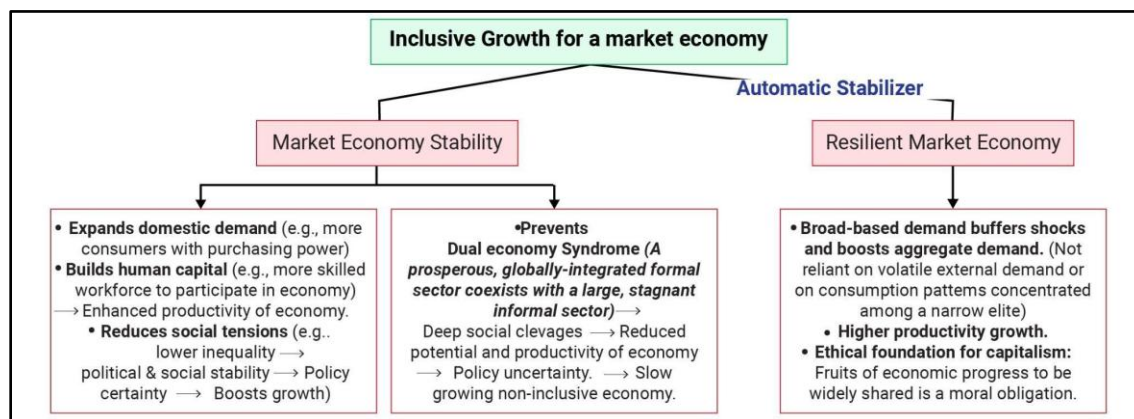 Inclusive Growth for a market economy
Automatic Stabilizer
Market Economy Stability
Resilient Market Economy
• Expands domestic demand (e.g., more
consumers with purchasing power)
• Builds human capital (e.g., more skilled
workforce to participate in economy)
→ Enhanced productivity of economy.
• Reduces social tensions (e.g..
lower inequality →
political & social stability → Policy
certainty → Boosts growth)
•Prevents
Dual economy Syndrome (A
prosperous, globally-integrated formal
sector coexists with a large, stagnant
informal sector)→
Deep social clevages → Reduced
potential and productivity of economy
→ Policy uncertainty. → Slow
growing non-inclusive economy.
• Broad-based demand buffers shocks
and boosts aggregate demand. (Not
reliant on volatile external demand or
on consumption patterns concentrated
among a narrow elite)
• Higher productivity growth.
• Ethical foundation for capitalism:
Fruits of economic progress to be
widely shared is a moral obligation.